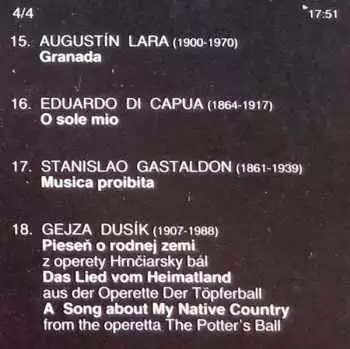 4/4 17:51
15. AUGUSTÍN LARA (1900-1970)
Granada
16. EDUARDO DI CAPUA (1864-1917)
O sole mio
17. STANISLAO GASTALDON (1861-1939)
Musica proibita
18. GEJZA DUSÍK (1907-1988)
Pieseň o rodnej zemi
z operety Hrnčiarsky bál
Das Lied vom Heimatland
aus der Operette Der Töpferball
A Song about My Native Country
from the operetta The Potter's Ball